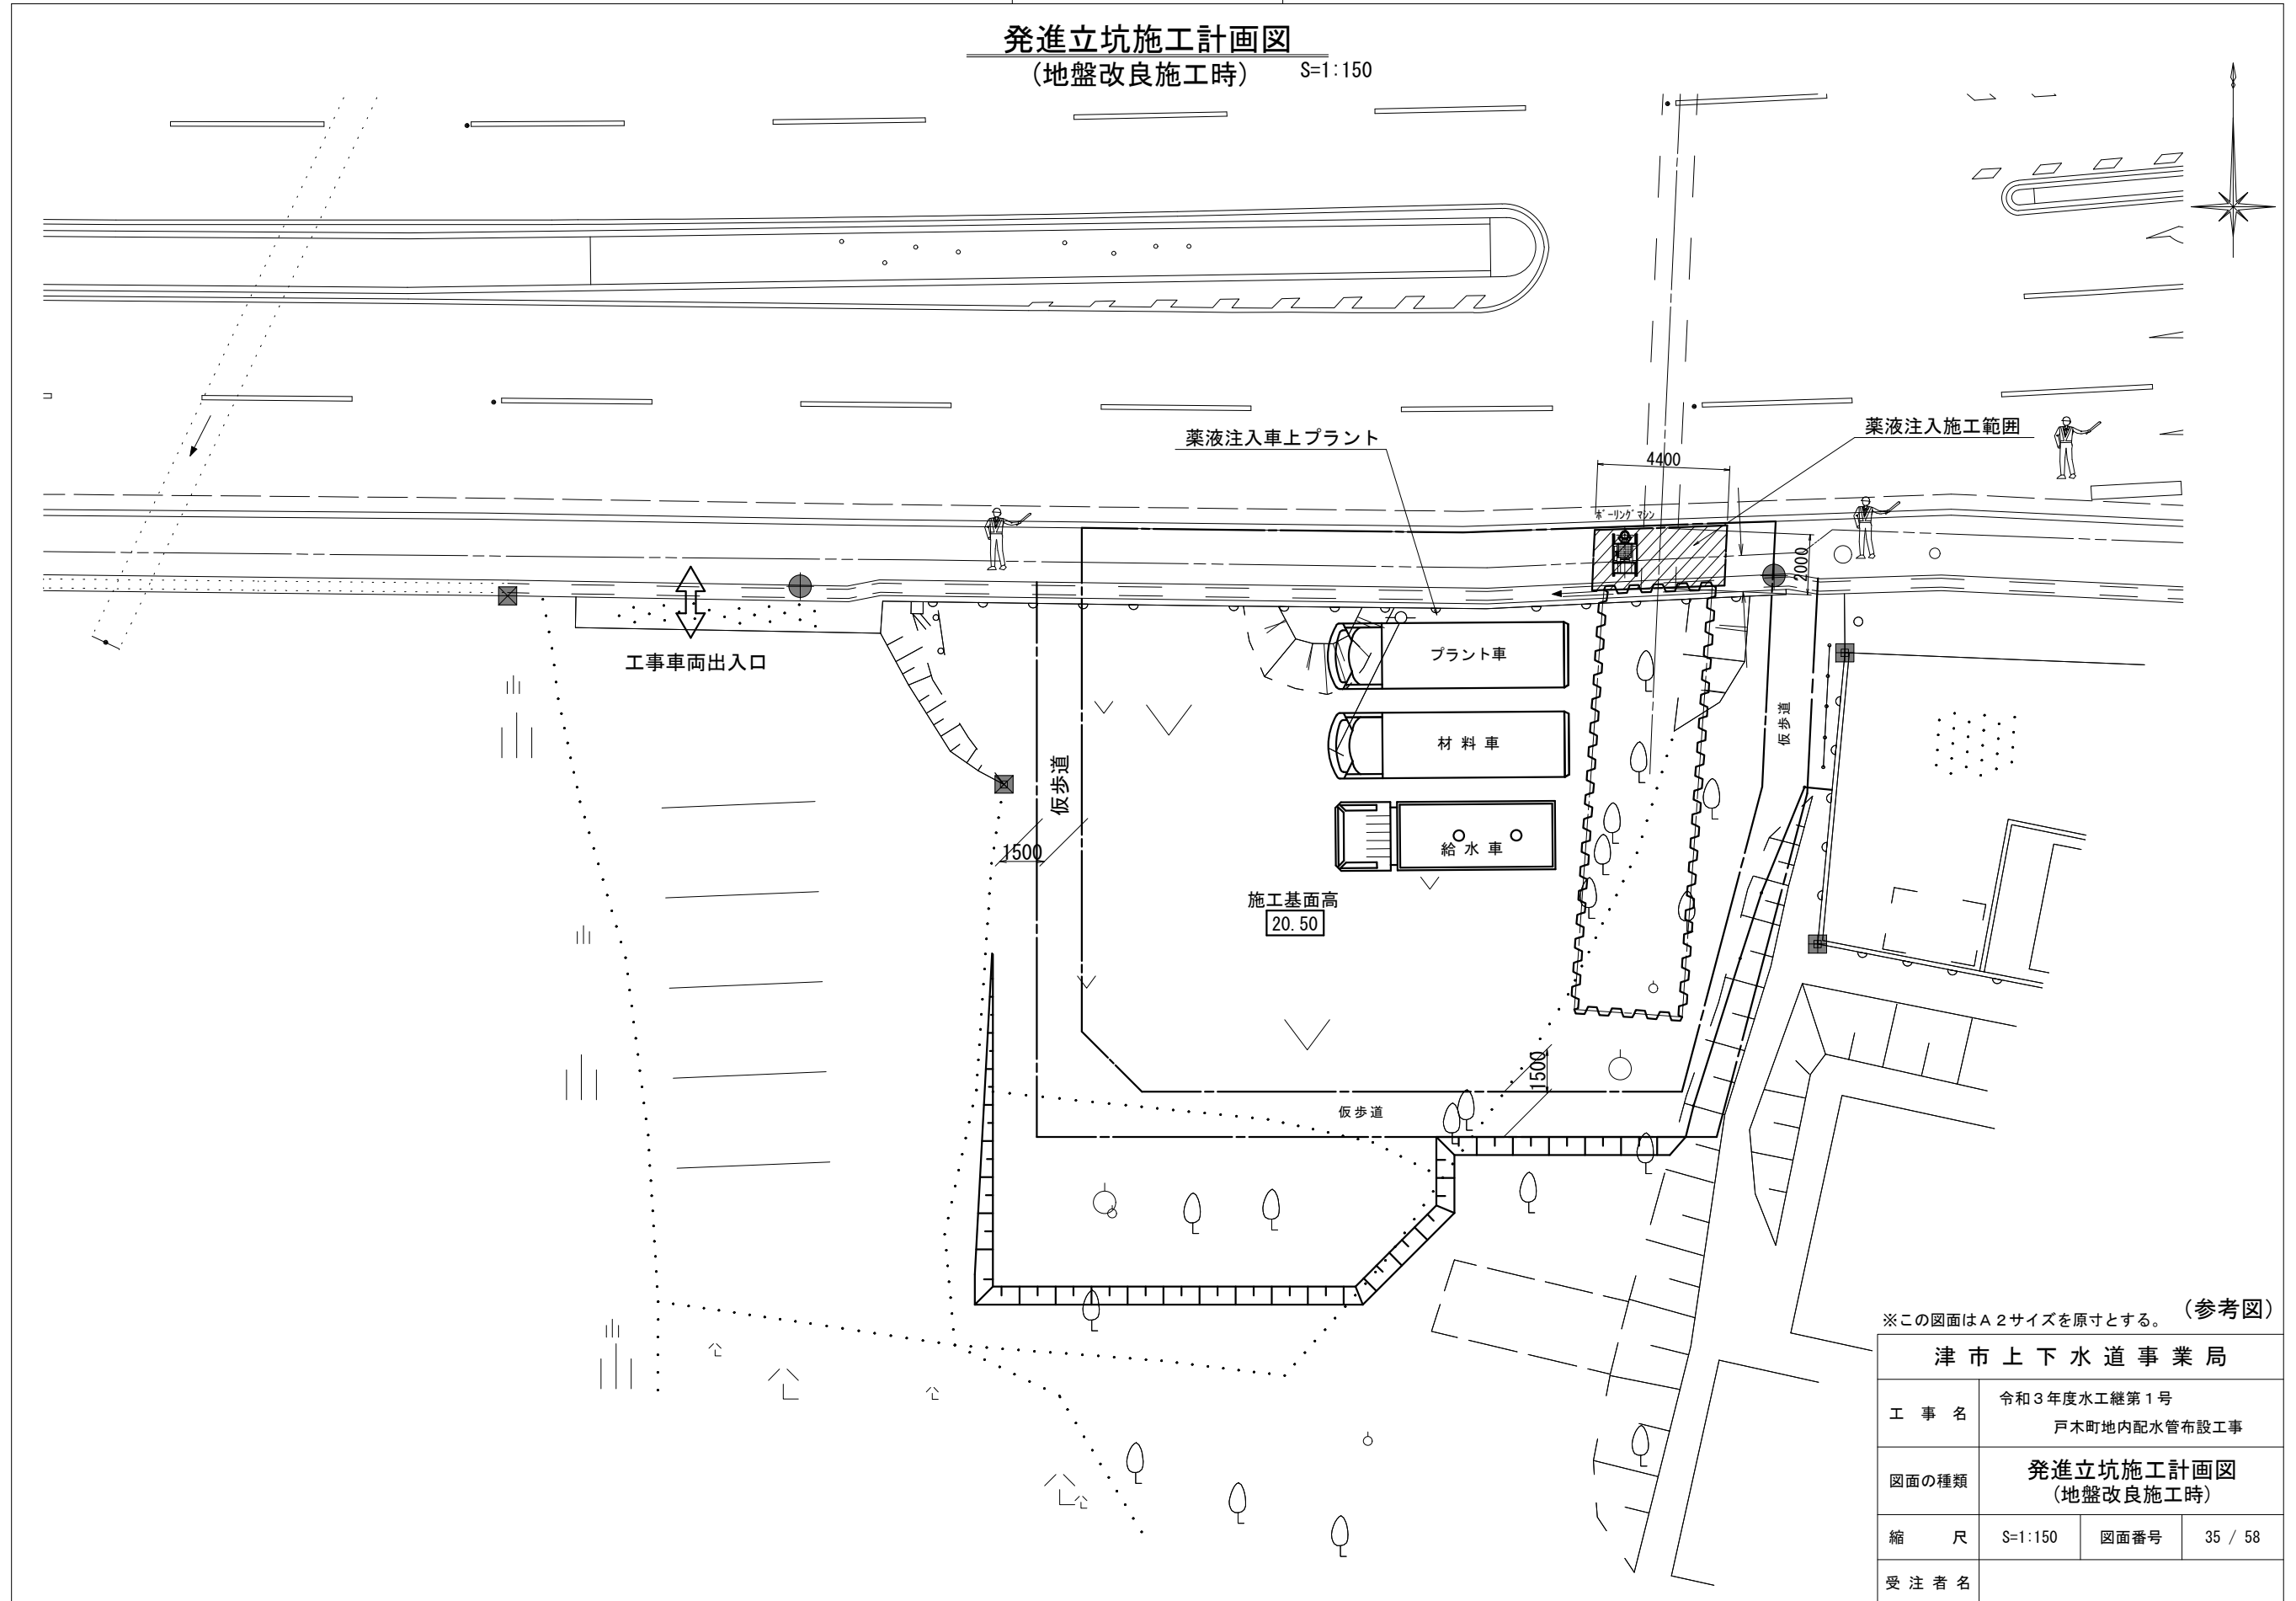 発進立坑施工計画図
(地盤改良施工時)
S=1:150
薬液注入車上プラント
薬液注入施工範囲
4400
ボーリングマシン
2000
工事車両出入口
プラント車
仮歩道
材料車
仮歩道
1500
給水車
施工基面高
20.50
1500
仮歩道
※この図面はA2サイズを原寸とする。
(参考図)
津市上下水道事業局
工事名
令和3年度水工継第1号
戸木町地内配水管布設工事
図面の種類
発進立坑施工計画図
(地盤改良施工時)
縮尺
S=1:150
図面番号
35 / 58
受注者名